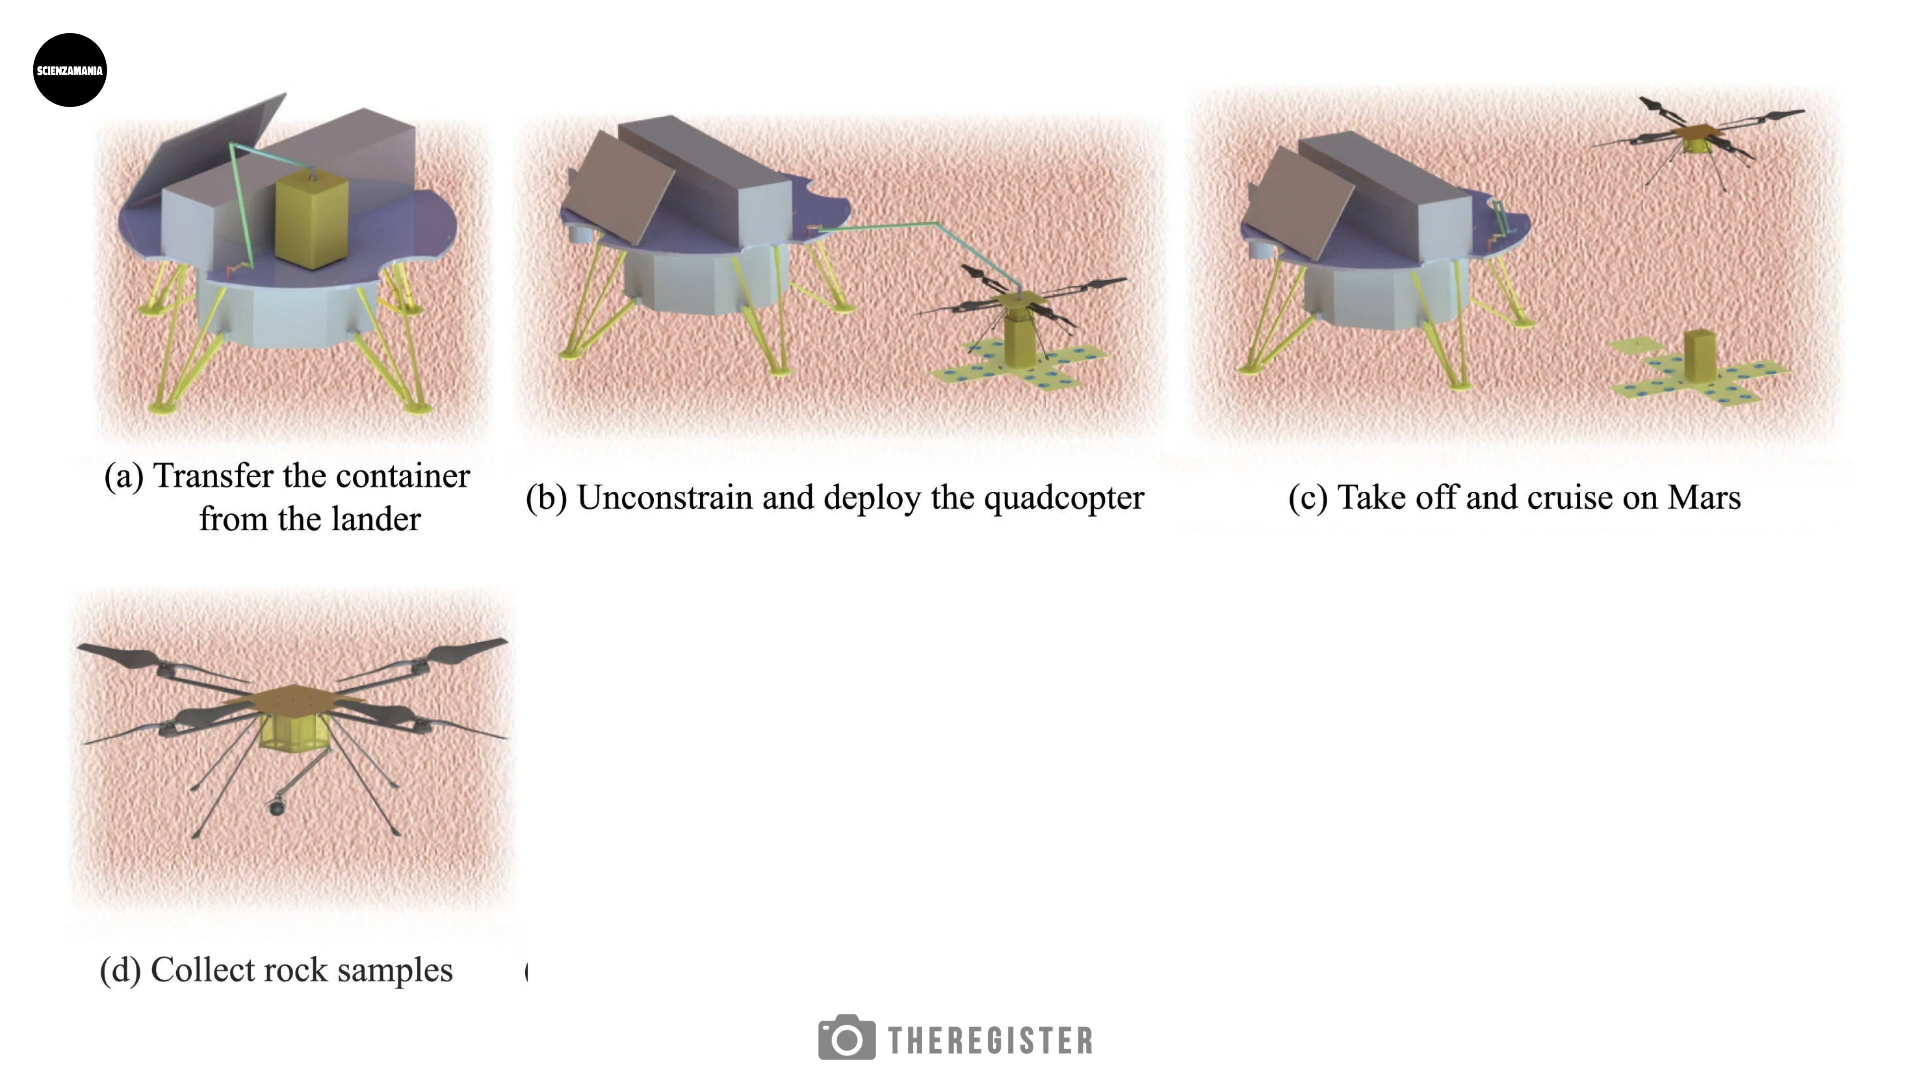 SCIENZAMANIA
(a) Transfer the container
from the lander
(b) Unconstrain and deploy the quadcopter
(c) Take off and cruise on Mars
(d) Collect rock samples
(
THEREGISTER